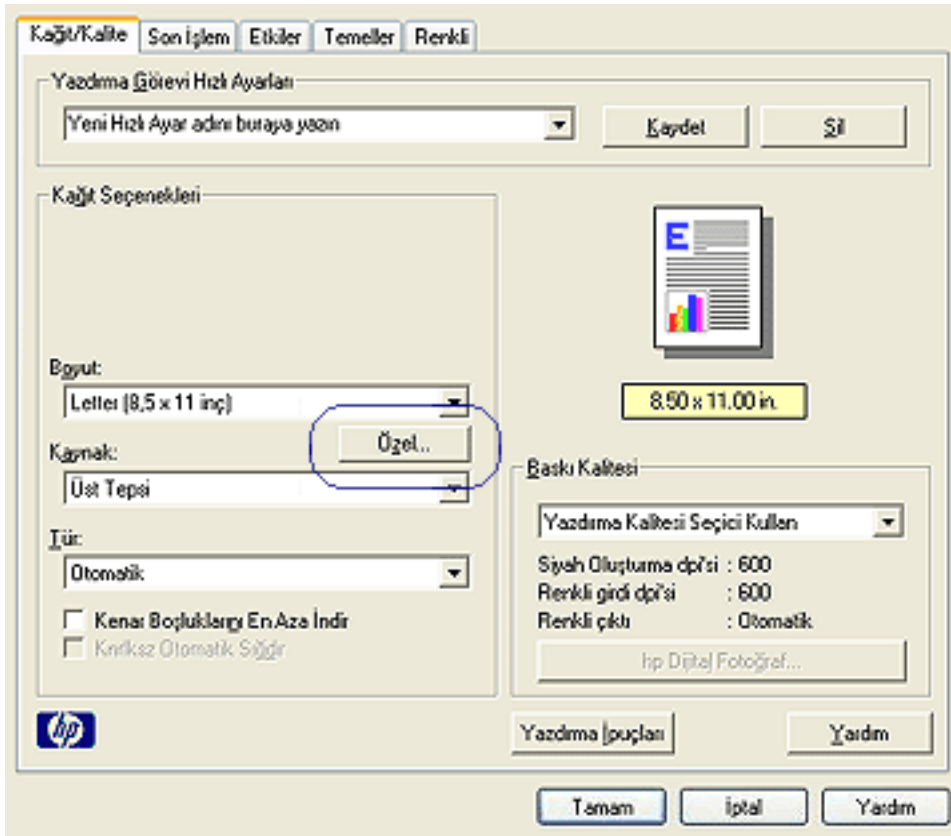 Kağıt/Kalite Son İşlem Etkiler Temeller Renkli
Yazdırma Görevi Hızlı Ayarları
Yeni Hızlı Ayar adını buraya yazın
Kaydet
Sil
Kağıt Seçenekleri
E
Boyut:
Letter (8,5 x 11 inç)
8.50 x 11.00 in.
Özel...
Kaynak:
Üst Tepsi
Baskı Kalitesi
Yazdırma Kalitesi Seçici Kullan
Tür:
Otomatik
Siyah Oluşturma dpi'si : 600
Renkli girdi dpi'si : 600
Renkli çıktı : Otomatik
Kenar Boşluklarını En Aza İndir
Otomatik Sığdır
hp Dijital Fotoğraf...
hp
Yazdırma İpuçları
Yardım
Tamam
İptal
Yardım